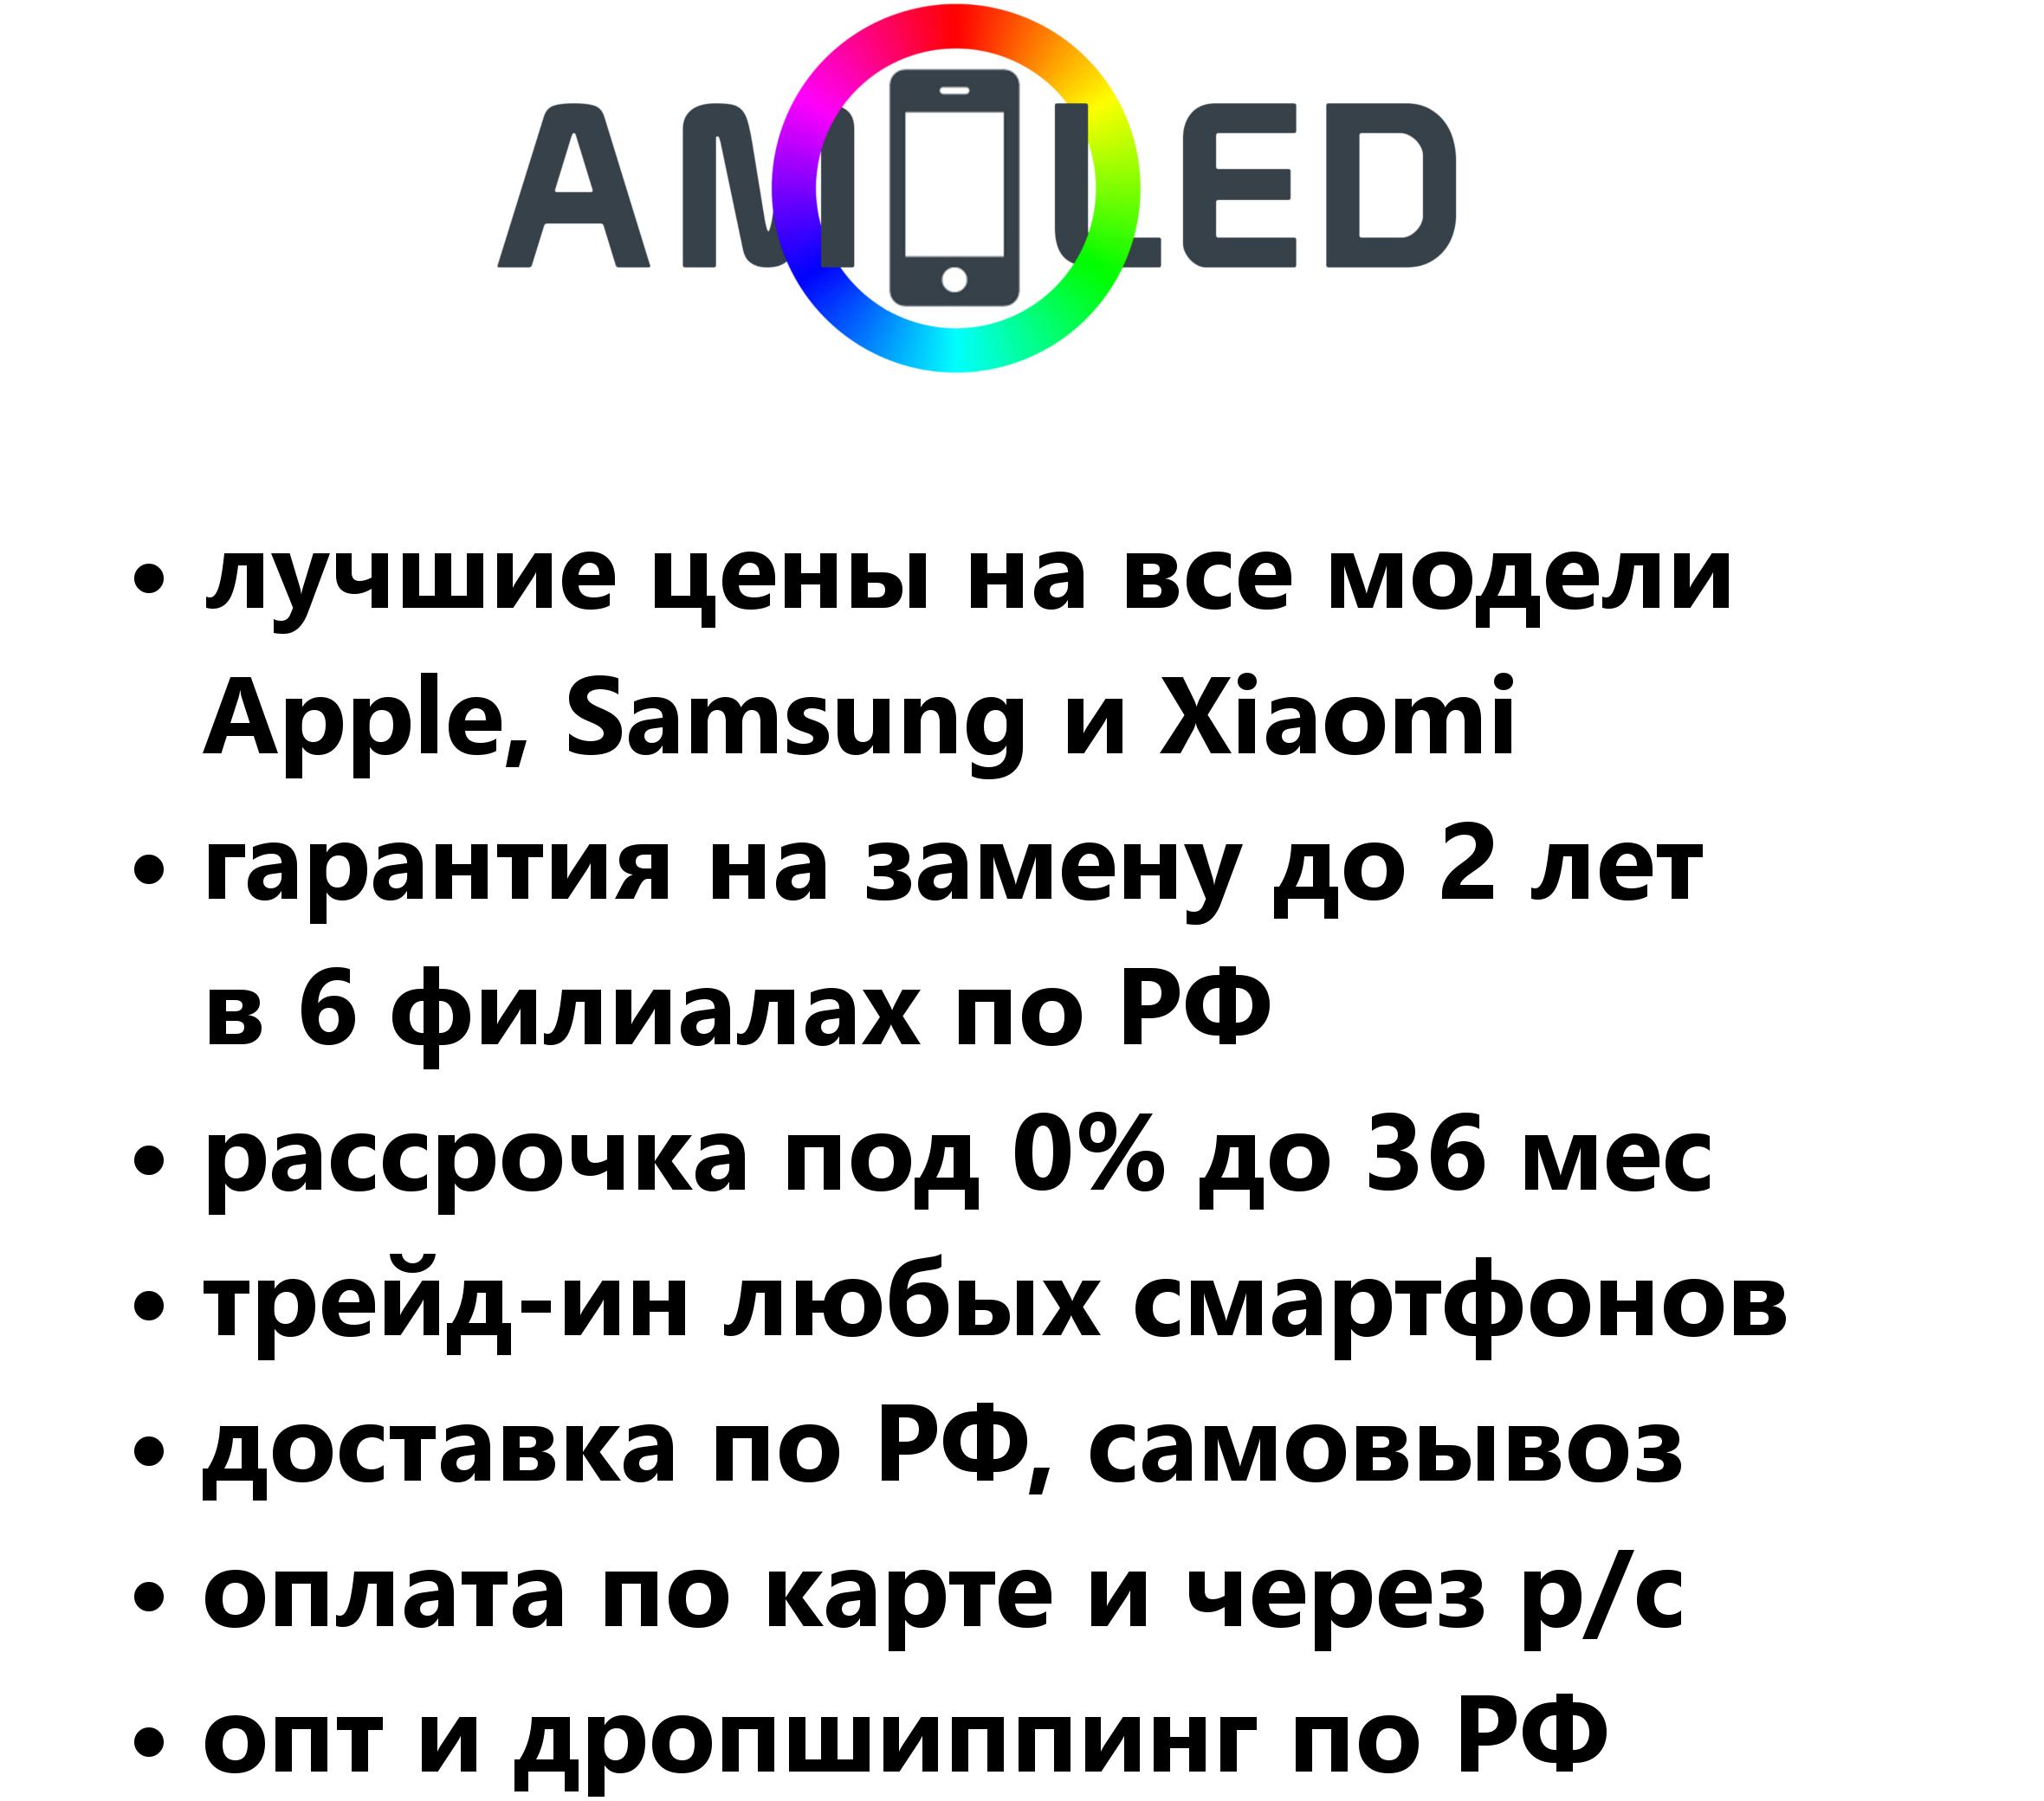 AMOLED
• лучшие цены на все модели
Apple, Samsung и Xiaomi
• гарантия на замену до 2 лет
в 6 филиалах по РФ
• рассрочка под 0% до 36 мес
• трейд-ин любых смартфонов
• доставка по РФ, самовывоз
• оплата по карте и через р/с
• опт и дропшиппинг по РФ